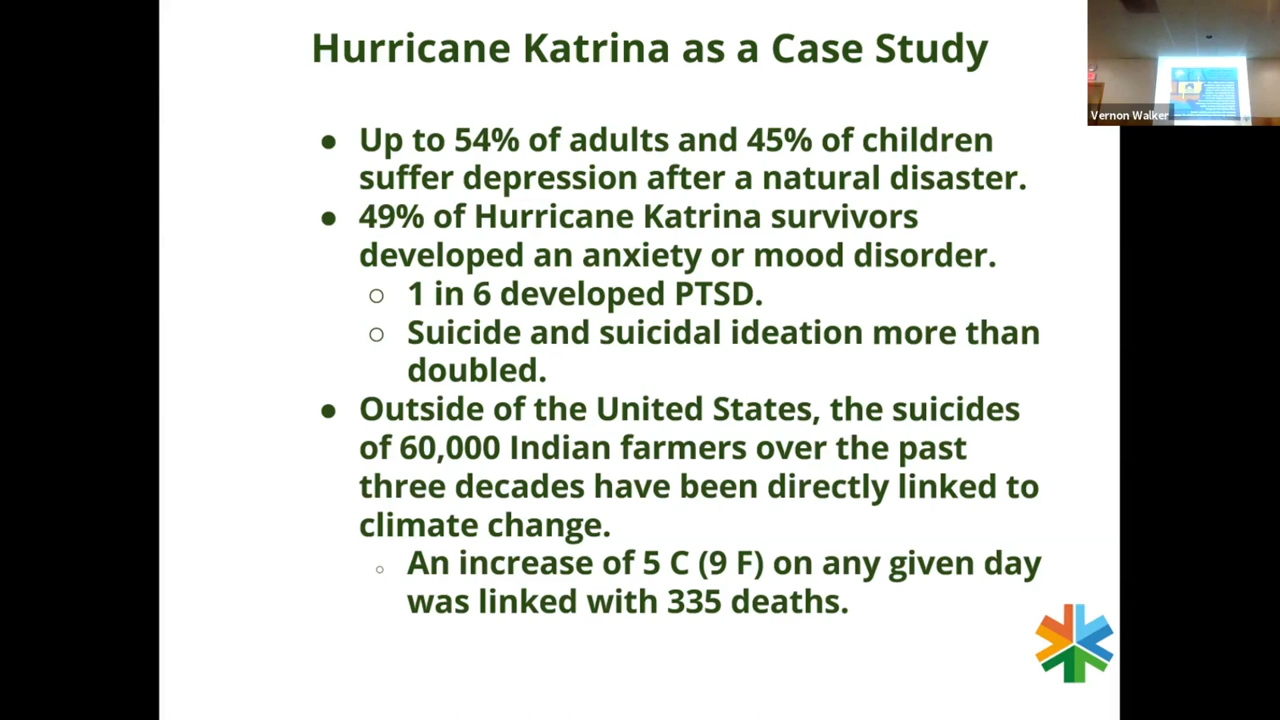 Hurricane Katrina as a Case Study
● Up to 54% of adults and 45% of children
suffer depression after a natural disaster.
● 49% of Hurricane Katrina survivors
developed an anxiety or mood disorder.
○ 1 in 6 developed PTSD.
○ Suicide and suicidal ideation more than
doubled.
● Outside of the United States, the suicides
of 60,000 Indian farmers over the past
three decades have been directly linked to
climate change.
○ An increase of 5 C (9 F) on any given day
was linked with 335 deaths.
Vernon Walker